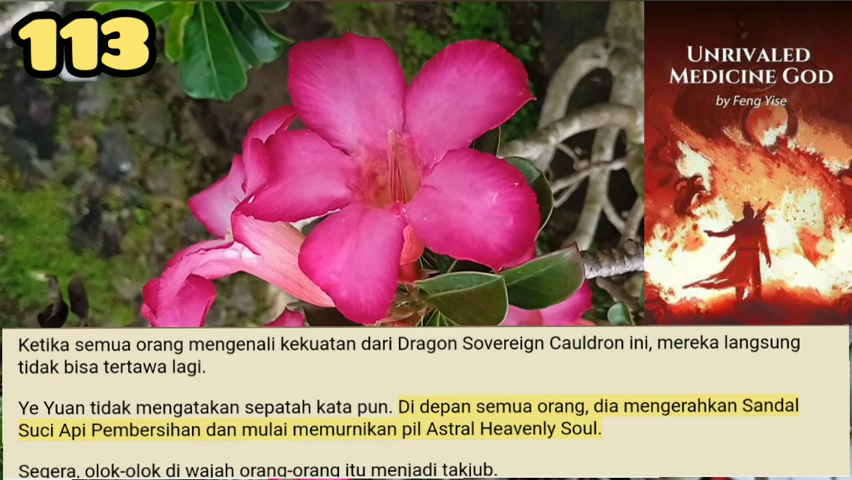 113
UNRIVALED
MEDICINE GOD
by Feng Yise
Ketika semua orang mengenali kekuatan dari Dragon Sovereign Cauldron ini, mereka langsung
tidak bisa tertawa lagi.
Ye Yuan tidak mengatakan sepatah kata pun. Di depan semua orang, dia mengerahkan Sandal
Suci Api Pembersihan dan mulai memurnikan pil Astral Heavenly Soul.
Segera, olok-olok di wajah orang-orang itu menjadi takjub.